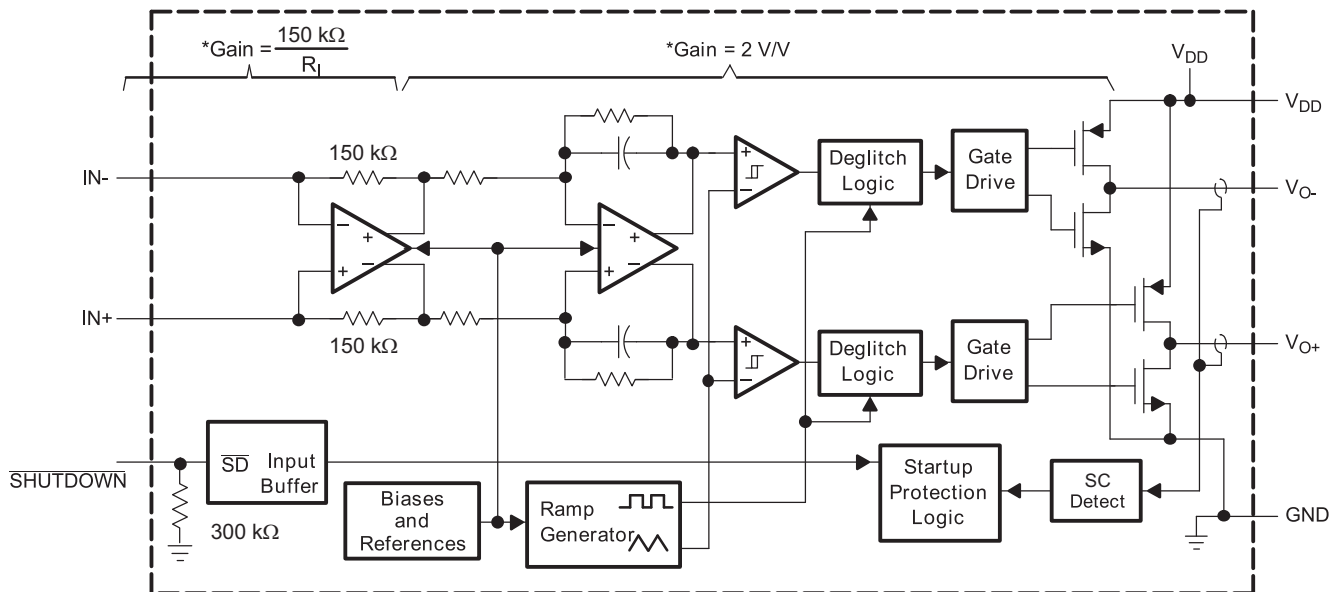 *Gain = 150 kΩ
R_I
*Gain = 2 V/V
V_DD
V_DD
150 kΩ
IN-
+
−
Deglitch
Logic
Gate
Drive
V_O-
−
+
+
−
−
+
+
−
−
+
IN+
150 kΩ
+
−
Deglitch
Logic
Gate
Drive
V_O+
SHUTDOWN
SD Input
Buffer
300 kΩ
Biases
and
References
Ramp
Generator
Startup
Protection
Logic
SC
Detect
GND